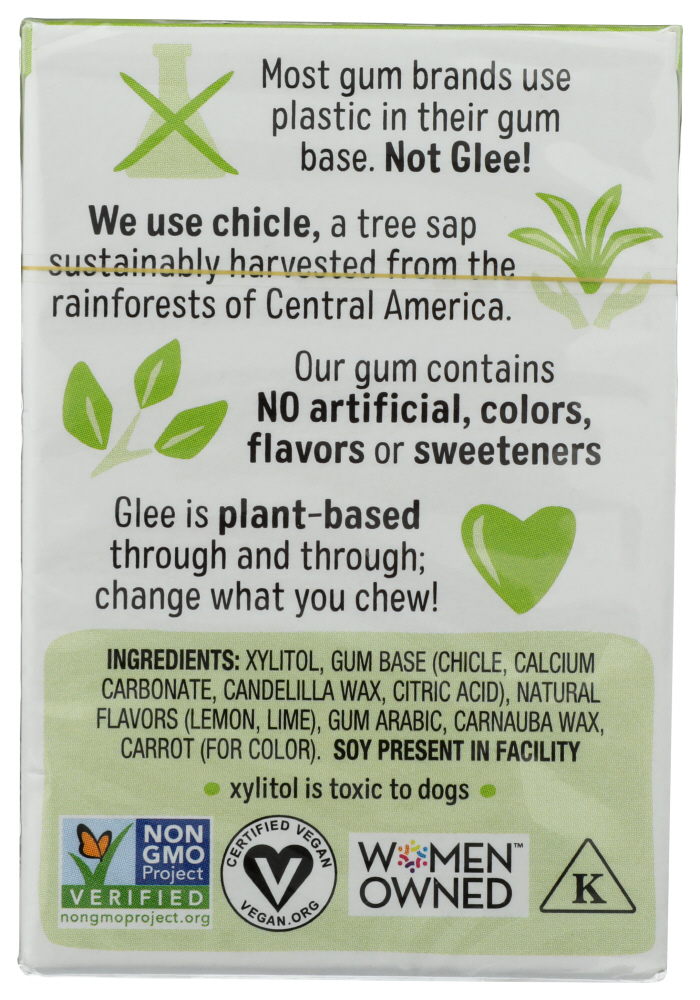 Most gum brands use
plastic in their gum
base. Not Glee!
We use chicle, a tree sap
sustainably harvested from the
rainforests of Central America.
Our gum contains
NO artificial, colors,
flavors or sweeteners
Glee is plant-based
through and through;
change what you chew!
INGREDIENTS: XYLITOL, GUM BASE (CHICLE, CALCIUM
CARBONATE, CANDELILLA WAX, CITRIC ACID), NATURAL
FLAVORS (LEMON, LIME), GUM ARABIC, CARNAUBA WAX,
CARROT (FOR COLOR). SOY PRESENT IN FACILITY
• xylitol is toxic to dogs •
NON
GMO
Project
VERIFIED
nongmoproject.org
CERTIFIED VEGAN
V
VEGAN.ORG
WOMEN™
OWNED
K